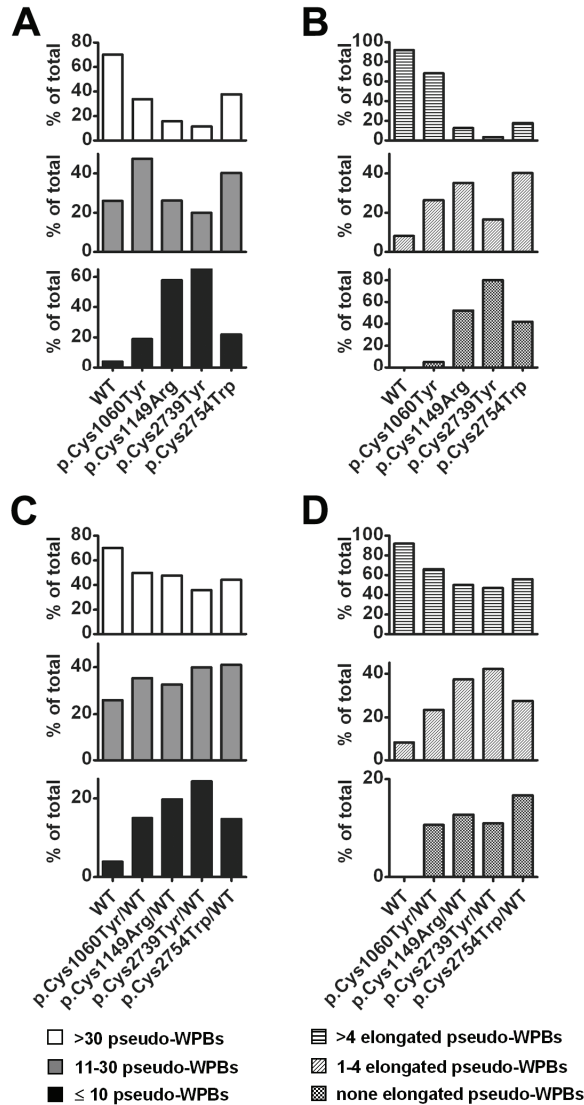 A
B
% of total
80
60
40
20
0
% of total
100
80
60
40
20
0
% of total
40
20
0
% of total
40
20
0
% of total
60
40
20
0
% of total
80
60
40
20
0
WT
p.Cys1060Tyr
p.Cys1149Arg
p.Cys2739Tyr
p.Cys2754Trp
WT
p.Cys1060Tyr
p.Cys1149Arg
p.Cys2739Tyr
p.Cys2754Trp
C
D
% of total
80
60
40
20
0
% of total
100
80
60
40
20
0
% of total
40
20
0
% of total
40
20
0
% of total
20
0
% of total
20
0
WT
p.Cys1060Tyr/WT
p.Cys1149Arg/WT
p.Cys2739Tyr/WT
p.Cys2754Trp/WT
WT
p.Cys1060Tyr/WT
p.Cys1149Arg/WT
p.Cys2739Tyr/WT
p.Cys2754Trp/WT
>30 pseudo-WPBs
11-30 pseudo-WPBs
≤ 10 pseudo-WPBs
>4 elongated pseudo-WPBs
1-4 elongated pseudo-WPBs
none elongated pseudo-WPBs